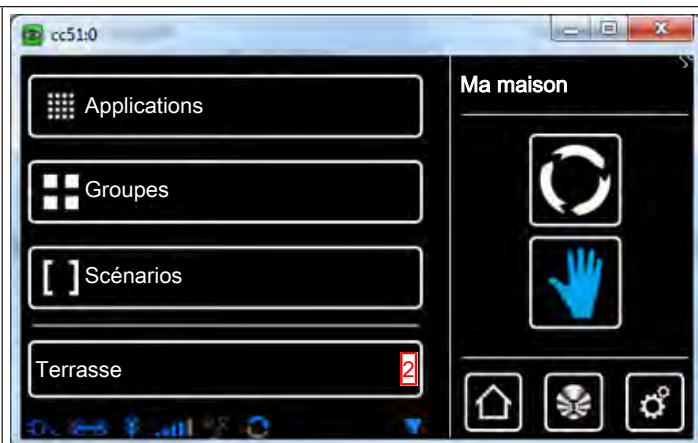 cc51:0
Applications
Groupes
Scénarios
Terrasse 2
Ma maison